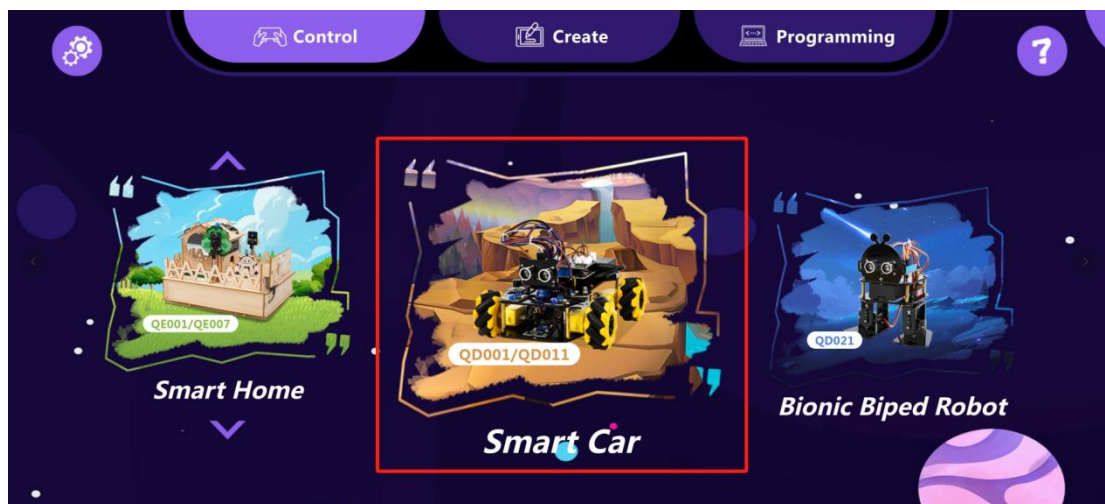 Control
Create
Programming
?
QE001/QE007
Smart Home
QD001/QD011
Smart Car
QD021
Bionic Biped Robot